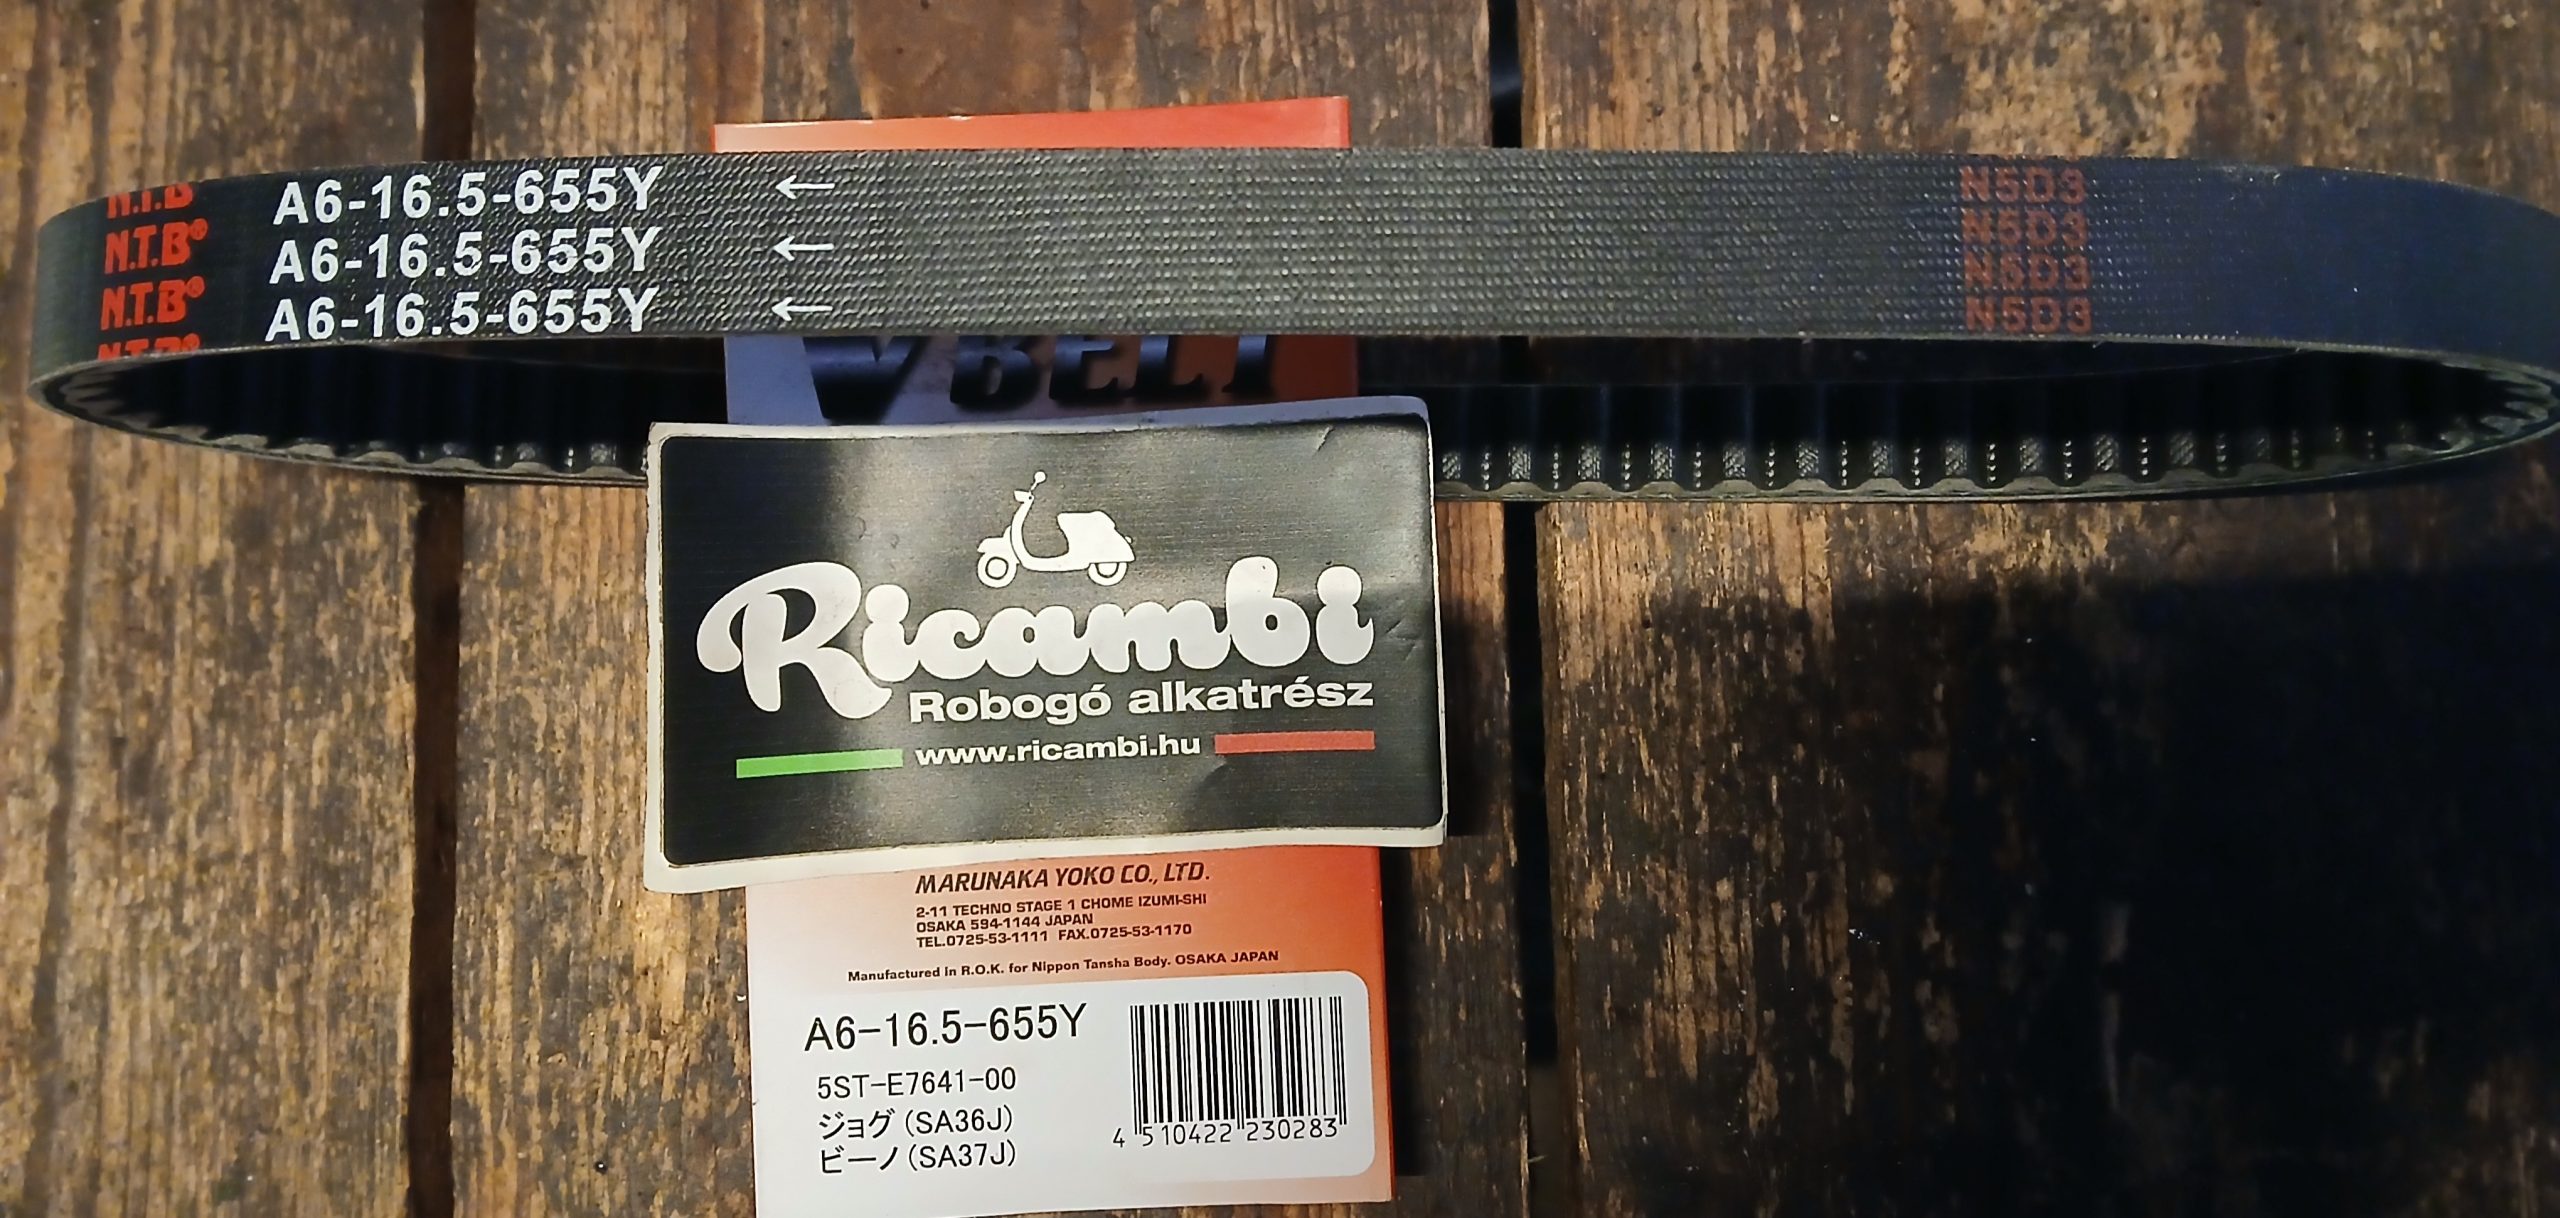 N.T.B A6-16.5-655Y ←
N.T.B® A6-16.5-655Y ←
N.T.B® A6-16.5-655Y ←
N.T.B®
N5D3
N5D3
N5D3
N5D3
V BELT
Ricambi
Robogó alkatrész
www.ricambi.hu
MARUNAKA YOKO CO., LTD.
2-11 TECHNO STAGE 1 CHOME IZUMI-SHI
OSAKA 594-1144 JAPAN
TEL.0725-53-1111 FAX.0725-53-1170
Manufactured in R.O.K. for Nippon Tansha Body. OSAKA JAPAN
A6-16.5-655Y
5ST-E7641-00
ジョグ(SA36J)
ビーノ(SA37J)
4 510422 230283